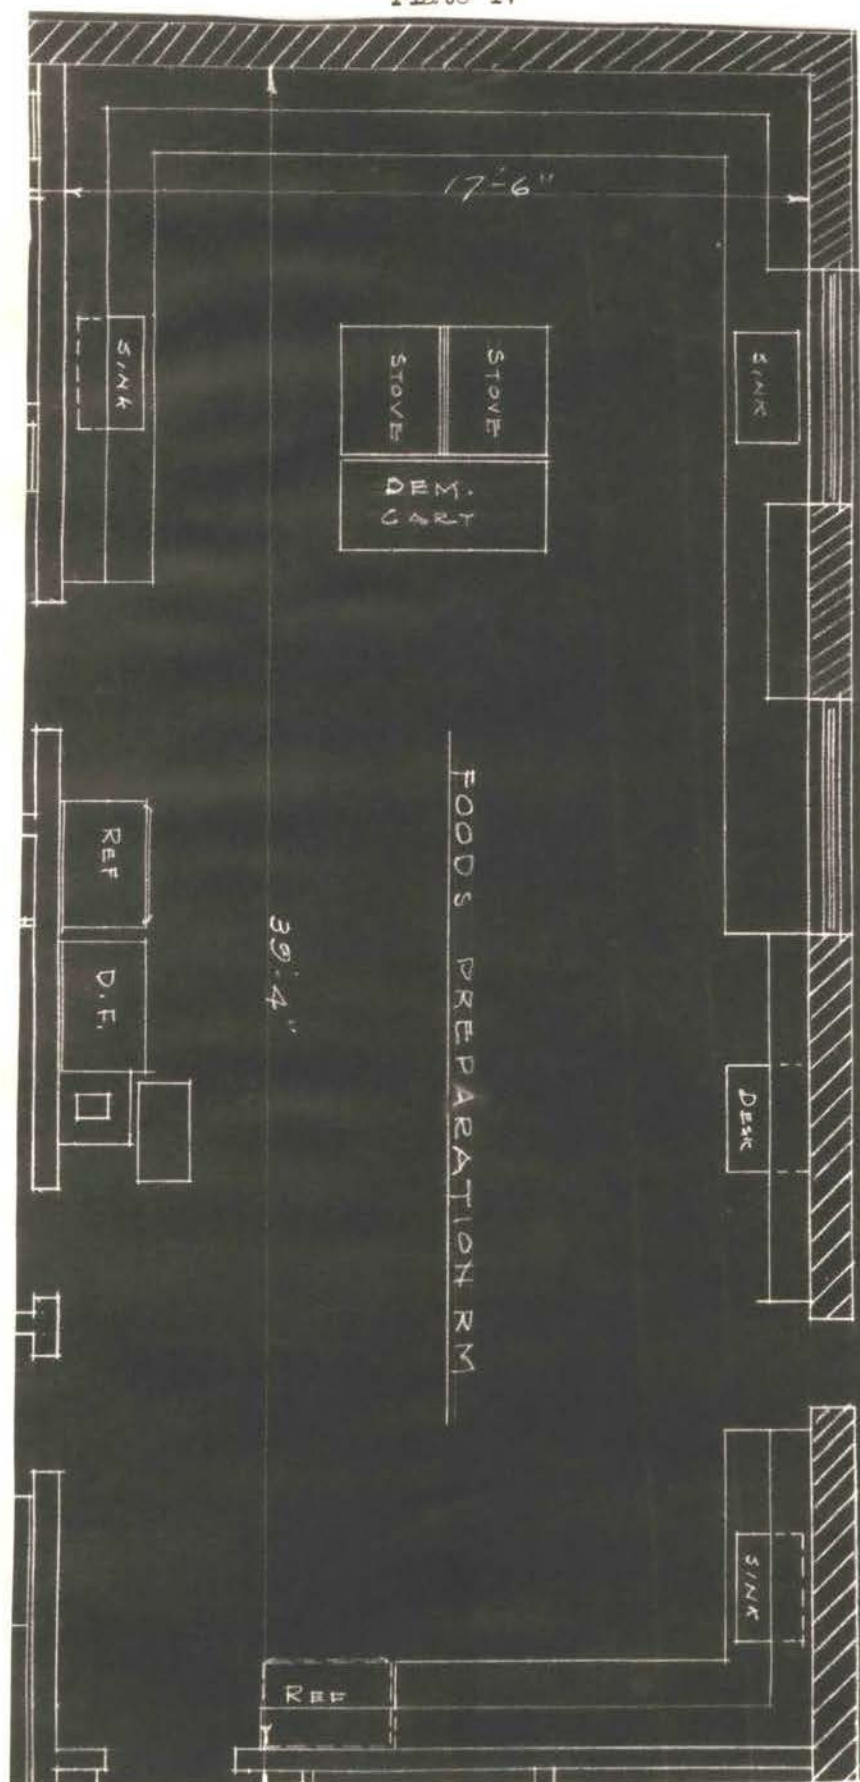 17'-6"
SINK
STOVE
STOVE
SINK
DEM.
CART
FOODS PREPARATION RM
REF
39'-4"
D.F.
DESK
SINK
REF